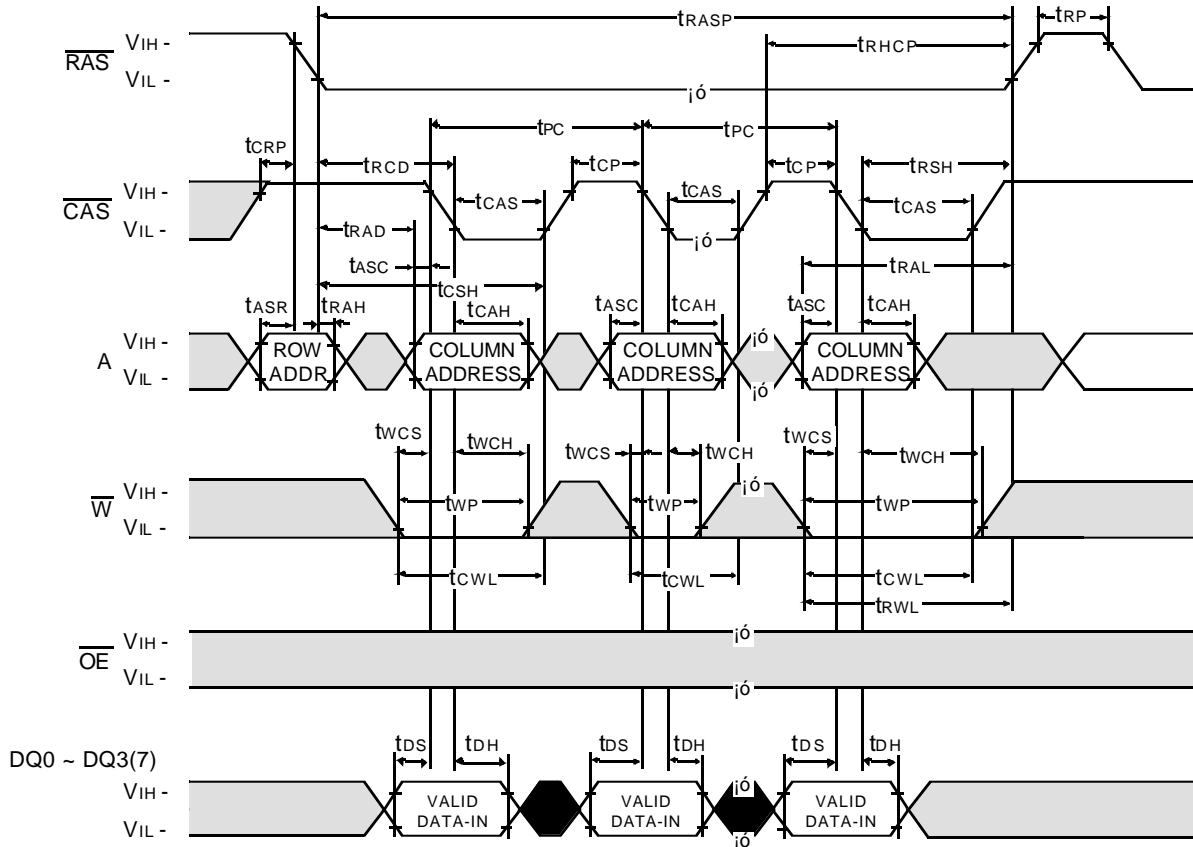 tRASP tRP
VIH -
RAS
VIL -
tRHCP
¡ó
tPC tPC
tCRP tRCD tCP tCP tRSH
VIH -
CAS
VIL -
tCAS tCAS tCAS
¡ó
tRAD
tASC tCSH tRAL
tASR tRAH tCAH tASC tCAH tASC tCAH
VIH -
A
VIL -
ROW ADDR
COLUMN ADDRESS
COLUMN ADDRESS
¡ó
¡ó
COLUMN ADDRESS
tWCS tWCH tWCS tWCH tWCS tWCH
VIH -
W
VIL -
tWP tWP ¡ó tWP
tCWL tCWL tCWL
tRWL
VIH -
OE
VIL -
¡ó
¡ó
tDS tDH tDS tDH tDS tDH
DQ0 ~ DQ3(7)
VIH -
VIL -
VALID DATA-IN
VALID DATA-IN
¡ó
¡ó
VALID DATA-IN